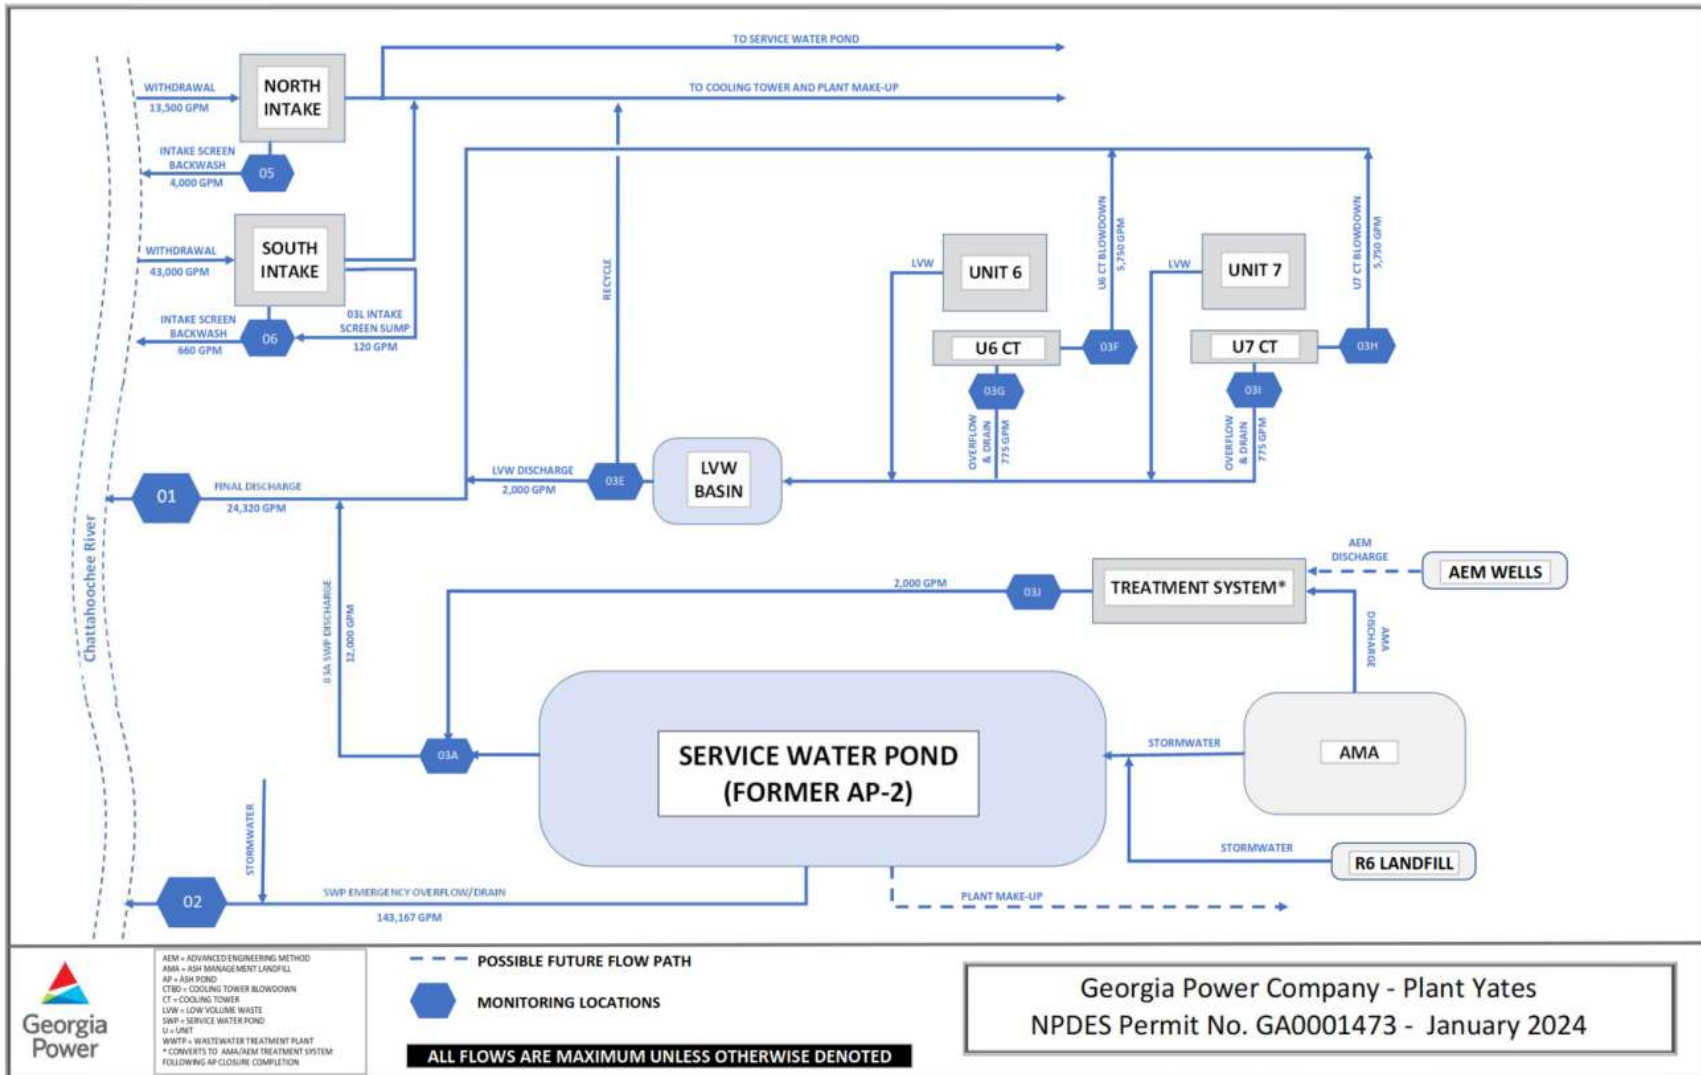 TO SERVICE WATER POND
WITHDRAWAL
13,500 GPM
NORTH
INTAKE
TO COOLING TOWER AND PLANT MAKE-UP
INTAKE SCREEN
BACKWASH
4,000 GPM
05
WITHDRAWAL
43,000 GPM
SOUTH
INTAKE
INTAKE SCREEN
BACKWASH
660 GPM
06
03L INTAKE
SCREEN SUMP
120 GPM
RECYCLE
LVW
UNIT 6
U6 CT BLOWDOWN
5,750 GPM
LVW
UNIT 7
U7 CT BLOWDOWN
5,750 GPM
U6 CT
03F
U7 CT
03H
03G
OVERFLOW
& DRAIN
775 GPM
03I
OVERFLOW
& DRAIN
775 GPM
01
FINAL DISCHARGE
24,320 GPM
LVW DISCHARGE
2,000 GPM
03E
LVW
BASIN
Chattahoochee River
03A SWP DISCHARGE
12,000 GPM
2,000 GPM
03J
TREATMENT SYSTEM*
AEM
DISCHARGE
AEM WELLS
AMA
DISCHARGE
03A
SERVICE WATER POND
(FORMER AP-2)
STORMWATER
AMA
STORMWATER
R6 LANDFILL
STORMWATER
02
SWP EMERGENCY OVERFLOW/DRAIN
143,167 GPM
PLANT MAKE-UP
Georgia
Power
AEM = ADVANCED ENGINEERING METHOD
AMA = ASH MANAGEMENT LANDFILL
AP = ASH POND
CTBD = COOLING TOWER BLOWDOWN
CT = COOLING TOWER
LVW = LOW VOLUME WASTE
SWP = SERVICE WATER POND
U = UNIT
WWTP = WASTEWATER TREATMENT PLANT
* CONVERTS TO AMA/AEM TREATMENT SYSTEM
FOLLOWING AP CLOSURE COMPLETION
POSSIBLE FUTURE FLOW PATH
MONITORING LOCATIONS
ALL FLOWS ARE MAXIMUM UNLESS OTHERWISE DENOTED
Georgia Power Company - Plant Yates
NPDES Permit No. GA0001473 - January 2024